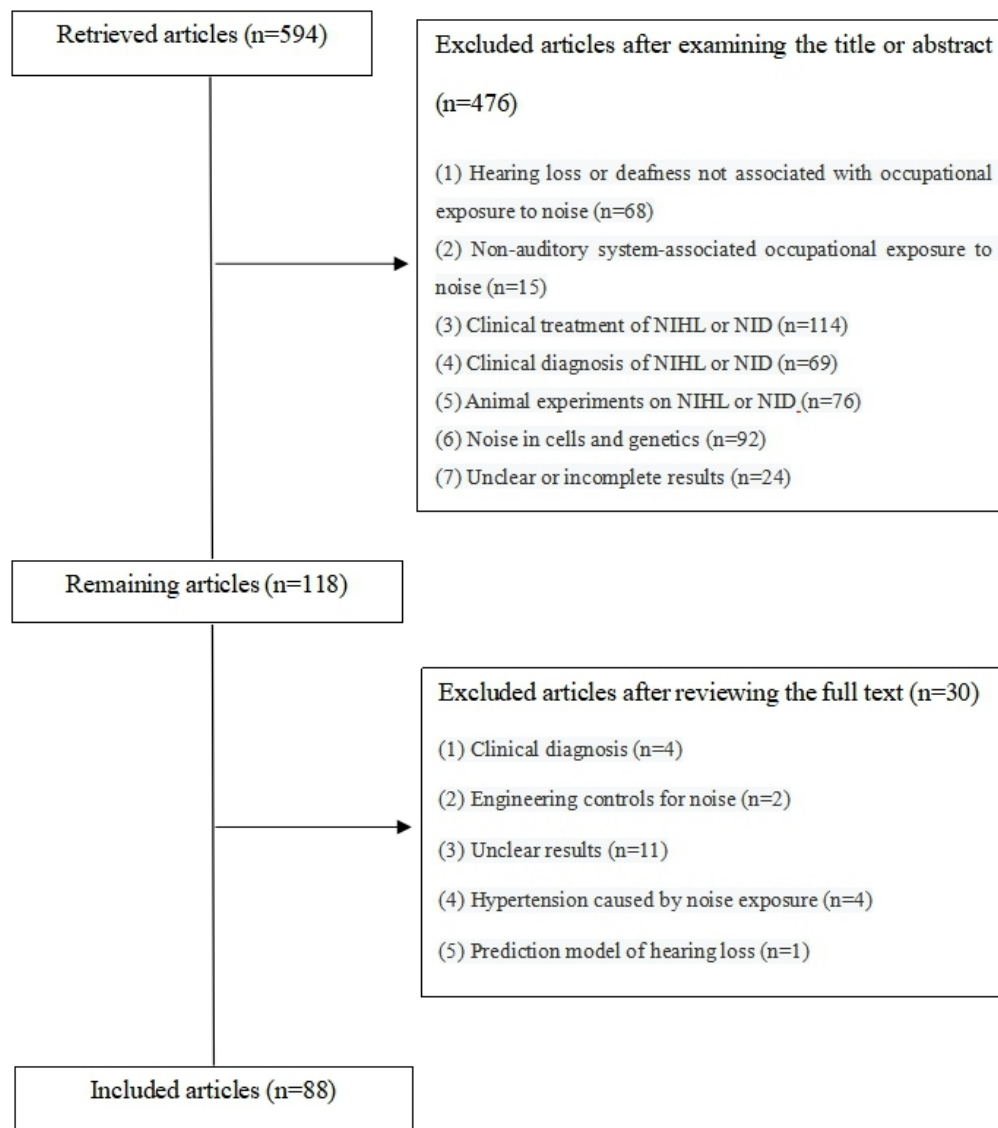 Retrieved articles (n=594)
Excluded articles after examining the title or abstract
(n=476)
(1) Hearing loss or deafness not associated with occupational
exposure to noise (n=68)
(2) Non-auditory system-associated occupational exposure to
noise (n=15)
(3) Clinical treatment of NIHL or NID (n=114)
(4) Clinical diagnosis of NIHL or NID (n=69)
(5) Animal experiments on NIHL or NID (n=76)
(6) Noise in cells and genetics (n=92)
(7) Unclear or incomplete results (n=24)
Remaining articles (n=118)
Excluded articles after reviewing the full text (n=30)
(1) Clinical diagnosis (n=4)
(2) Engineering controls for noise (n=2)
(3) Unclear results (n=11)
(4) Hypertension caused by noise exposure (n=4)
(5) Prediction model of hearing loss (n=1)
Included articles (n=88)